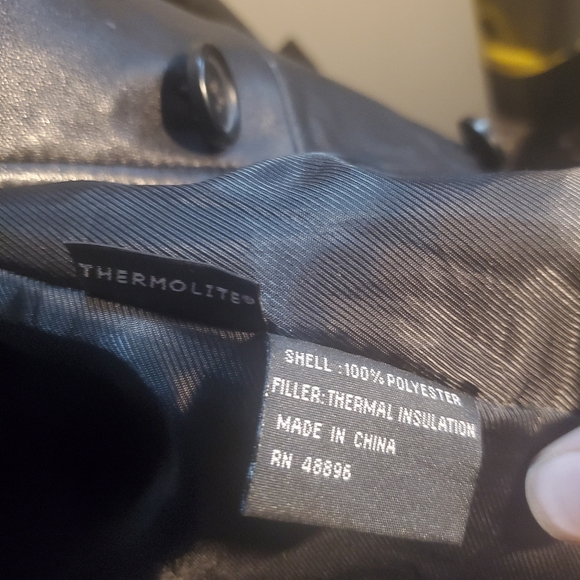 THERMOLITE®
SHELL :100% POLYESTER
FILLER: THERMAL INSULATION
MADE IN CHINA
RN 48896